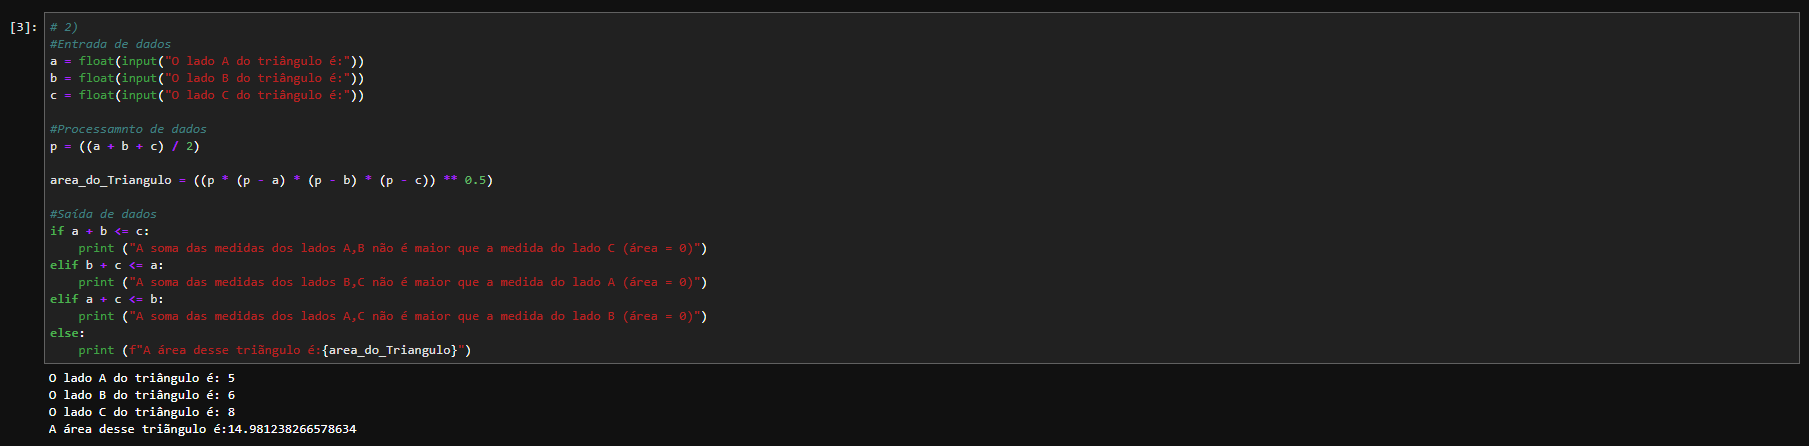 [3]: # 2)
#Entrada de dados
a = float(input("O lado A do triângulo é:"))
b = float(input("O lado B do triângulo é:"))
c = float(input("O lado C do triângulo é:"))
#Processamnto de dados
p = ((a + b + c) / 2)
area_do_Triangulo = ((p * (p - a) * (p - b) * (p - c)) ** 0.5)
#Saída de dados
if a + b <= c:
    print ("A soma das medidas dos lados A,B não é maior que a medida do lado C (área = 0)")
elif b + c <= a:
    print ("A soma das medidas dos lados B,C não é maior que a medida do lado A (área = 0)")
elif a + c <= b:
    print ("A soma das medidas dos lados A,C não é maior que a medida do lado B (área = 0)")
else:
    print (f"A área desse triãngulo é:{area_do_Triangulo}")
O lado A do triângulo é: 5
O lado B do triângulo é: 6
O lado C do triângulo é: 8
A área desse triãngulo é:14.981238266578634